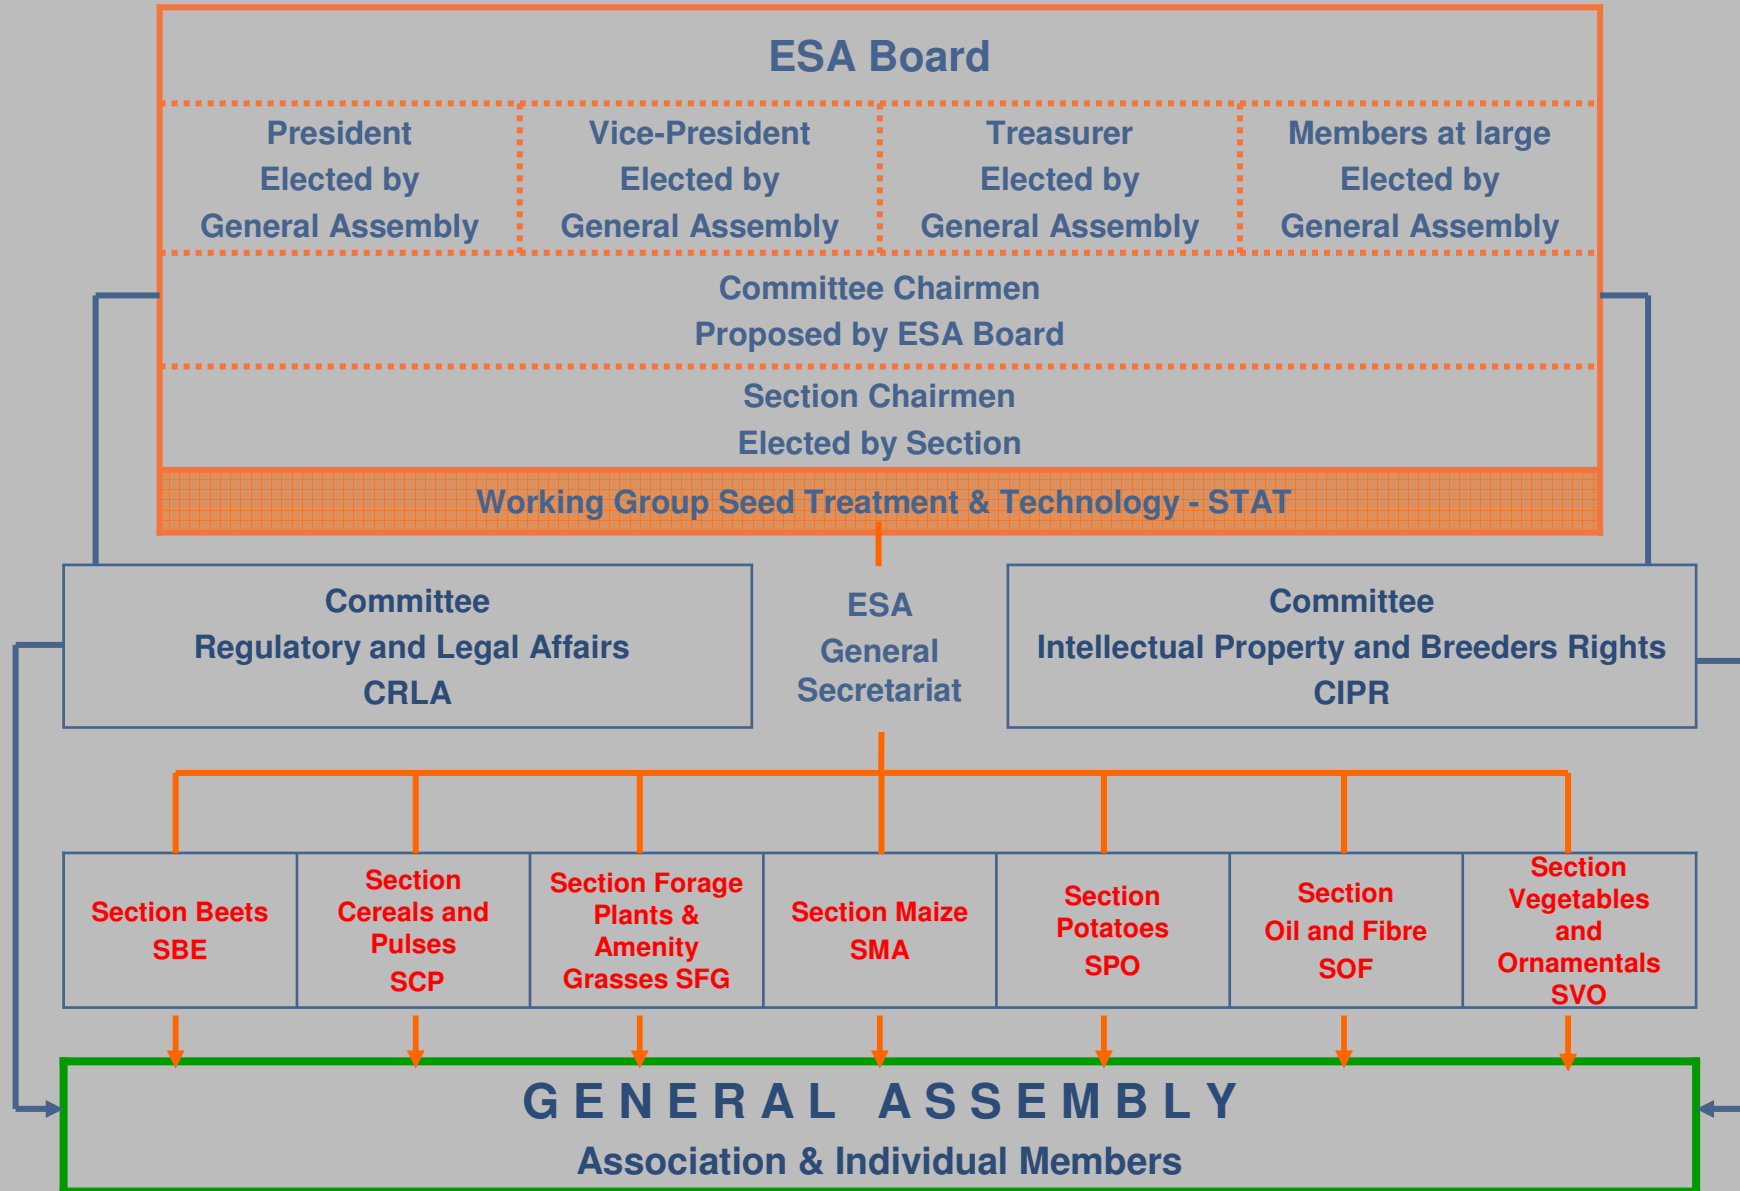 ESA Board
President
Elected by
General Assembly
Vice-President
Elected by
General Assembly
Treasurer
Elected by
General Assembly
Members at large
Elected by
General Assembly
Committee Chairmen
Proposed by ESA Board
Section Chairmen
Elected by Section
Working Group Seed Treatment & Technology - STAT
Committee
Regulatory and Legal Affairs
CRLA
ESA
General
Secretariat
Committee
Intellectual Property and Breeders Rights
CIPR
Section Beets
SBE
Section
Cereals and
Pulses
SCP
Section Forage
Plants &
Amenity
Grasses SFG
Section Maize
SMA
Section
Potatoes
SPO
Section
Oil and Fibre
SOF
Section
Vegetables
and
Ornamentals
SVO
GENERAL ASSEMBLY
Association & Individual Members